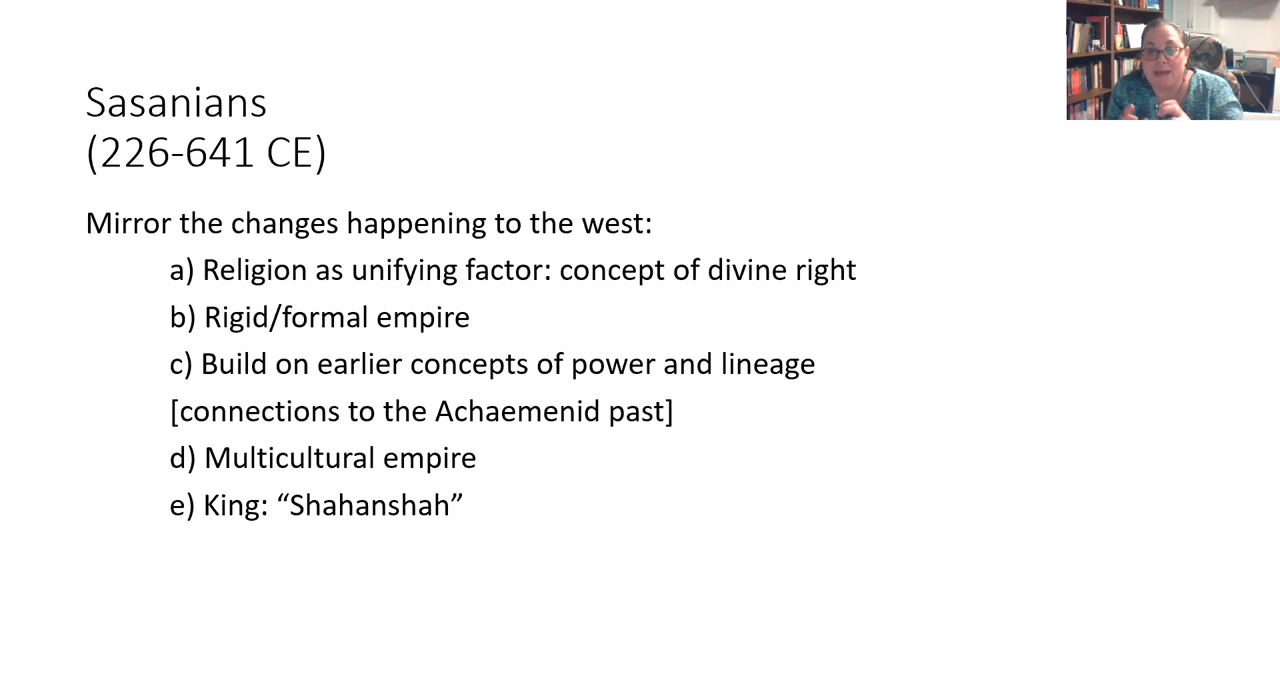 Sasanians
(226-641 CE)
Mirror the changes happening to the west:
a) Religion as unifying factor: concept of divine right
b) Rigid/formal empire
c) Build on earlier concepts of power and lineage
[connections to the Achaemenid past]
d) Multicultural empire
e) King: “Shahanshah”